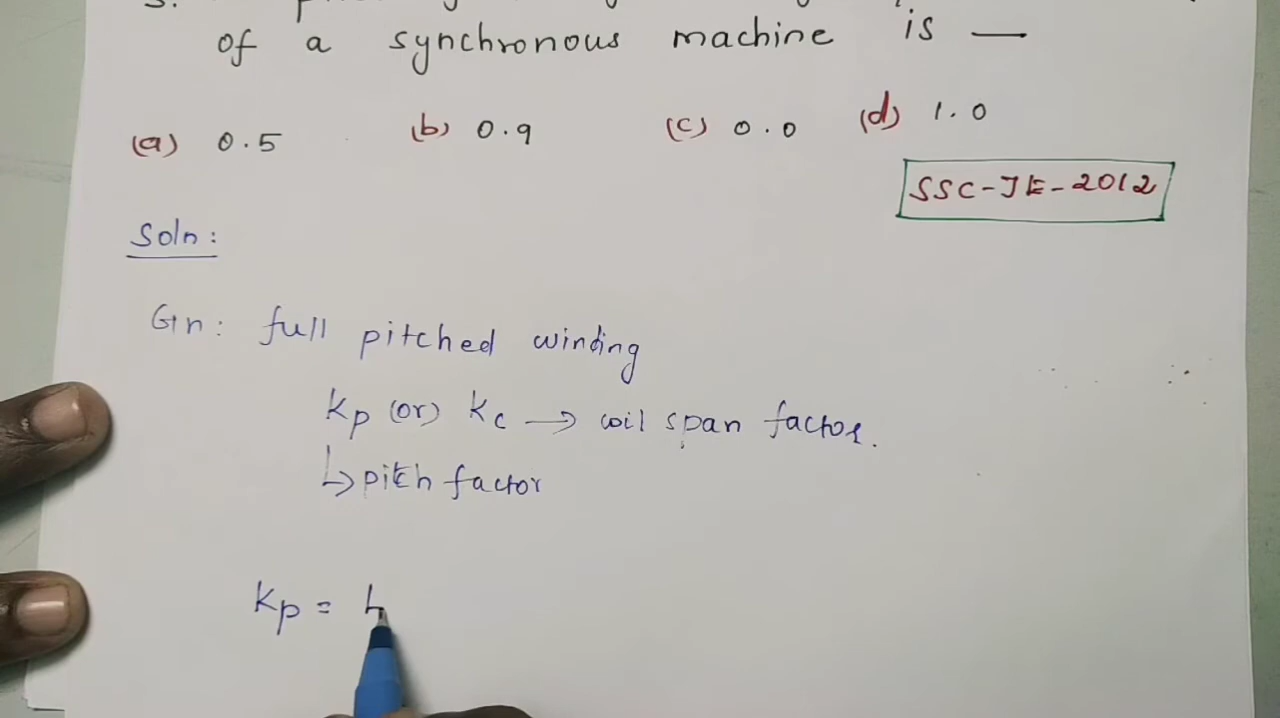 of a synchronous machine is —
(a) 0.5 (b) 0.9 (c) 0.0 (d) 1.0
SSC-JE-2012
Soln:
Gn: full pitched winding
Kp (or) Kc → coil span factor.
↳ pitch factor
Kp =